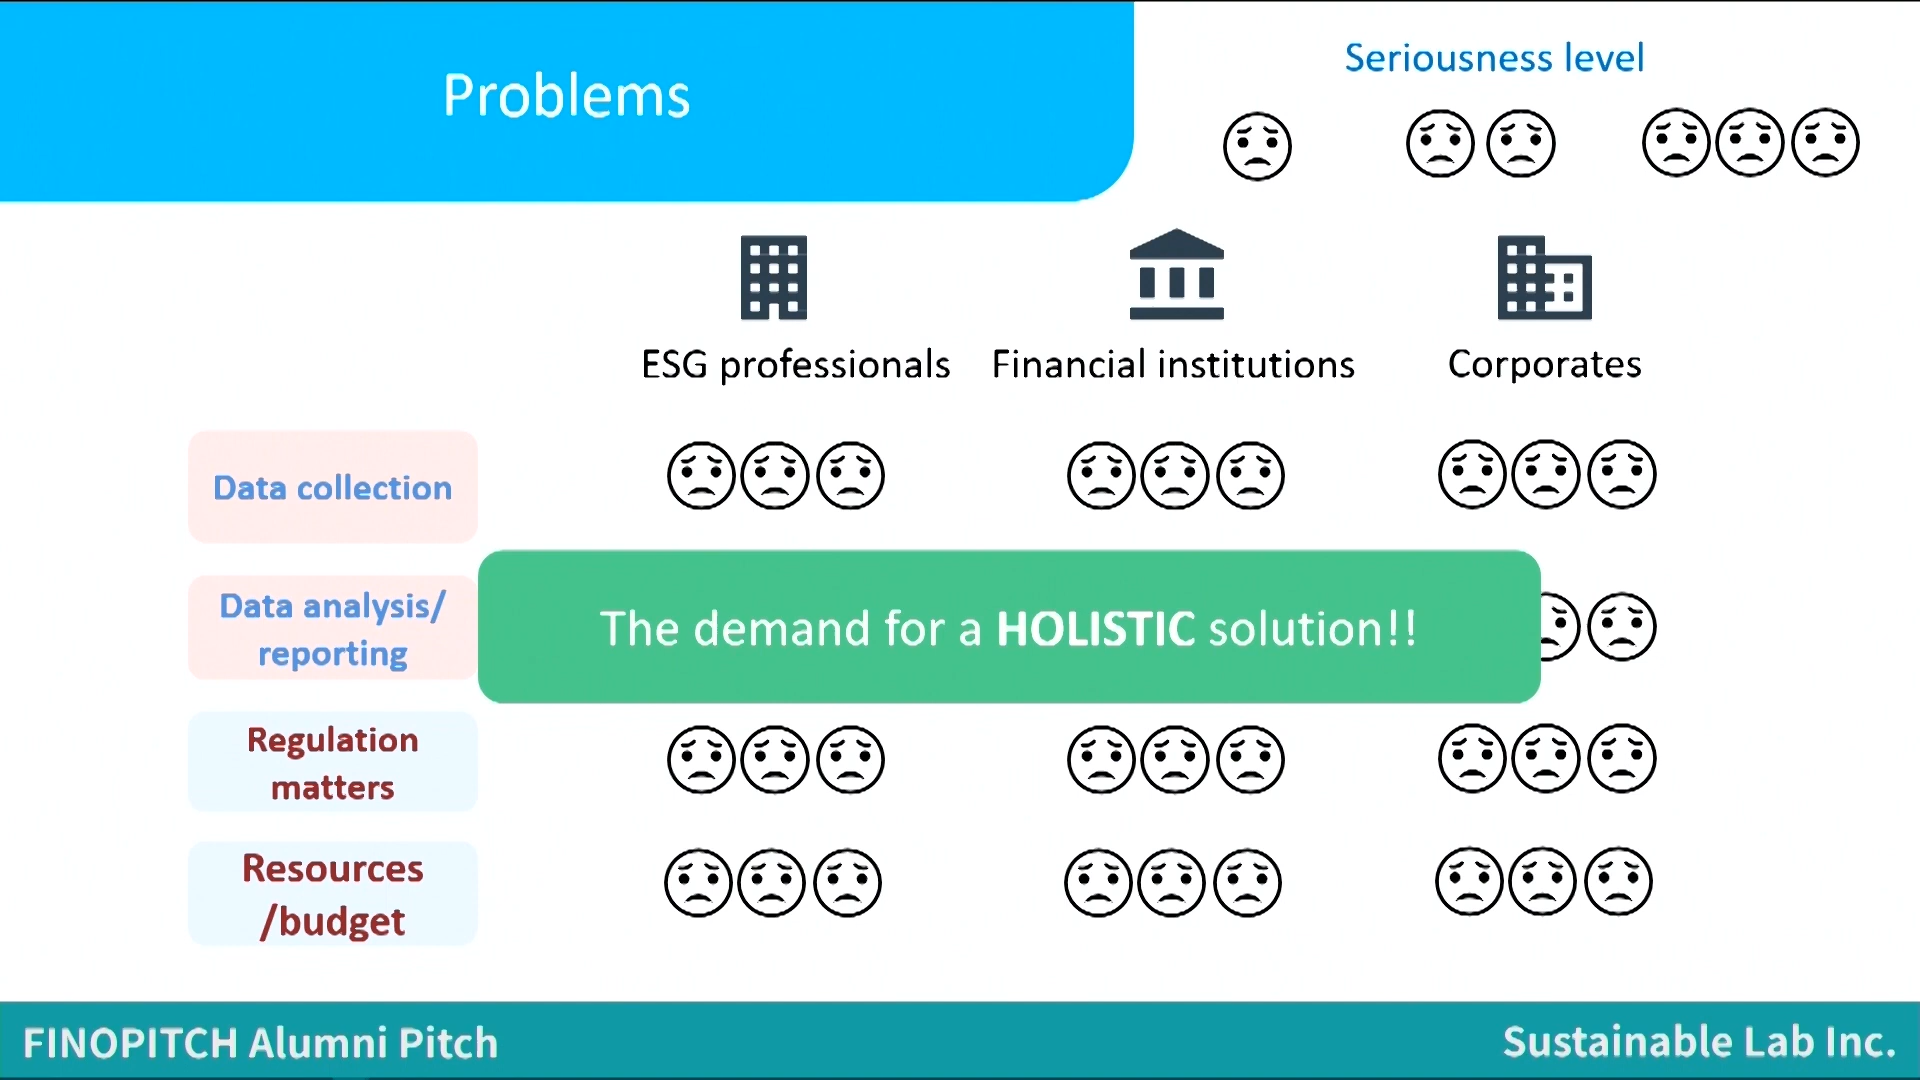 Problems
Seriousness level
ESG professionals
Financial institutions
Corporates
Data collection
Data analysis/
reporting
The demand for a HOLISTIC solution!!
Regulation
matters
Resources
/budget
FINOPITCH Alumni Pitch
Sustainable Lab Inc.